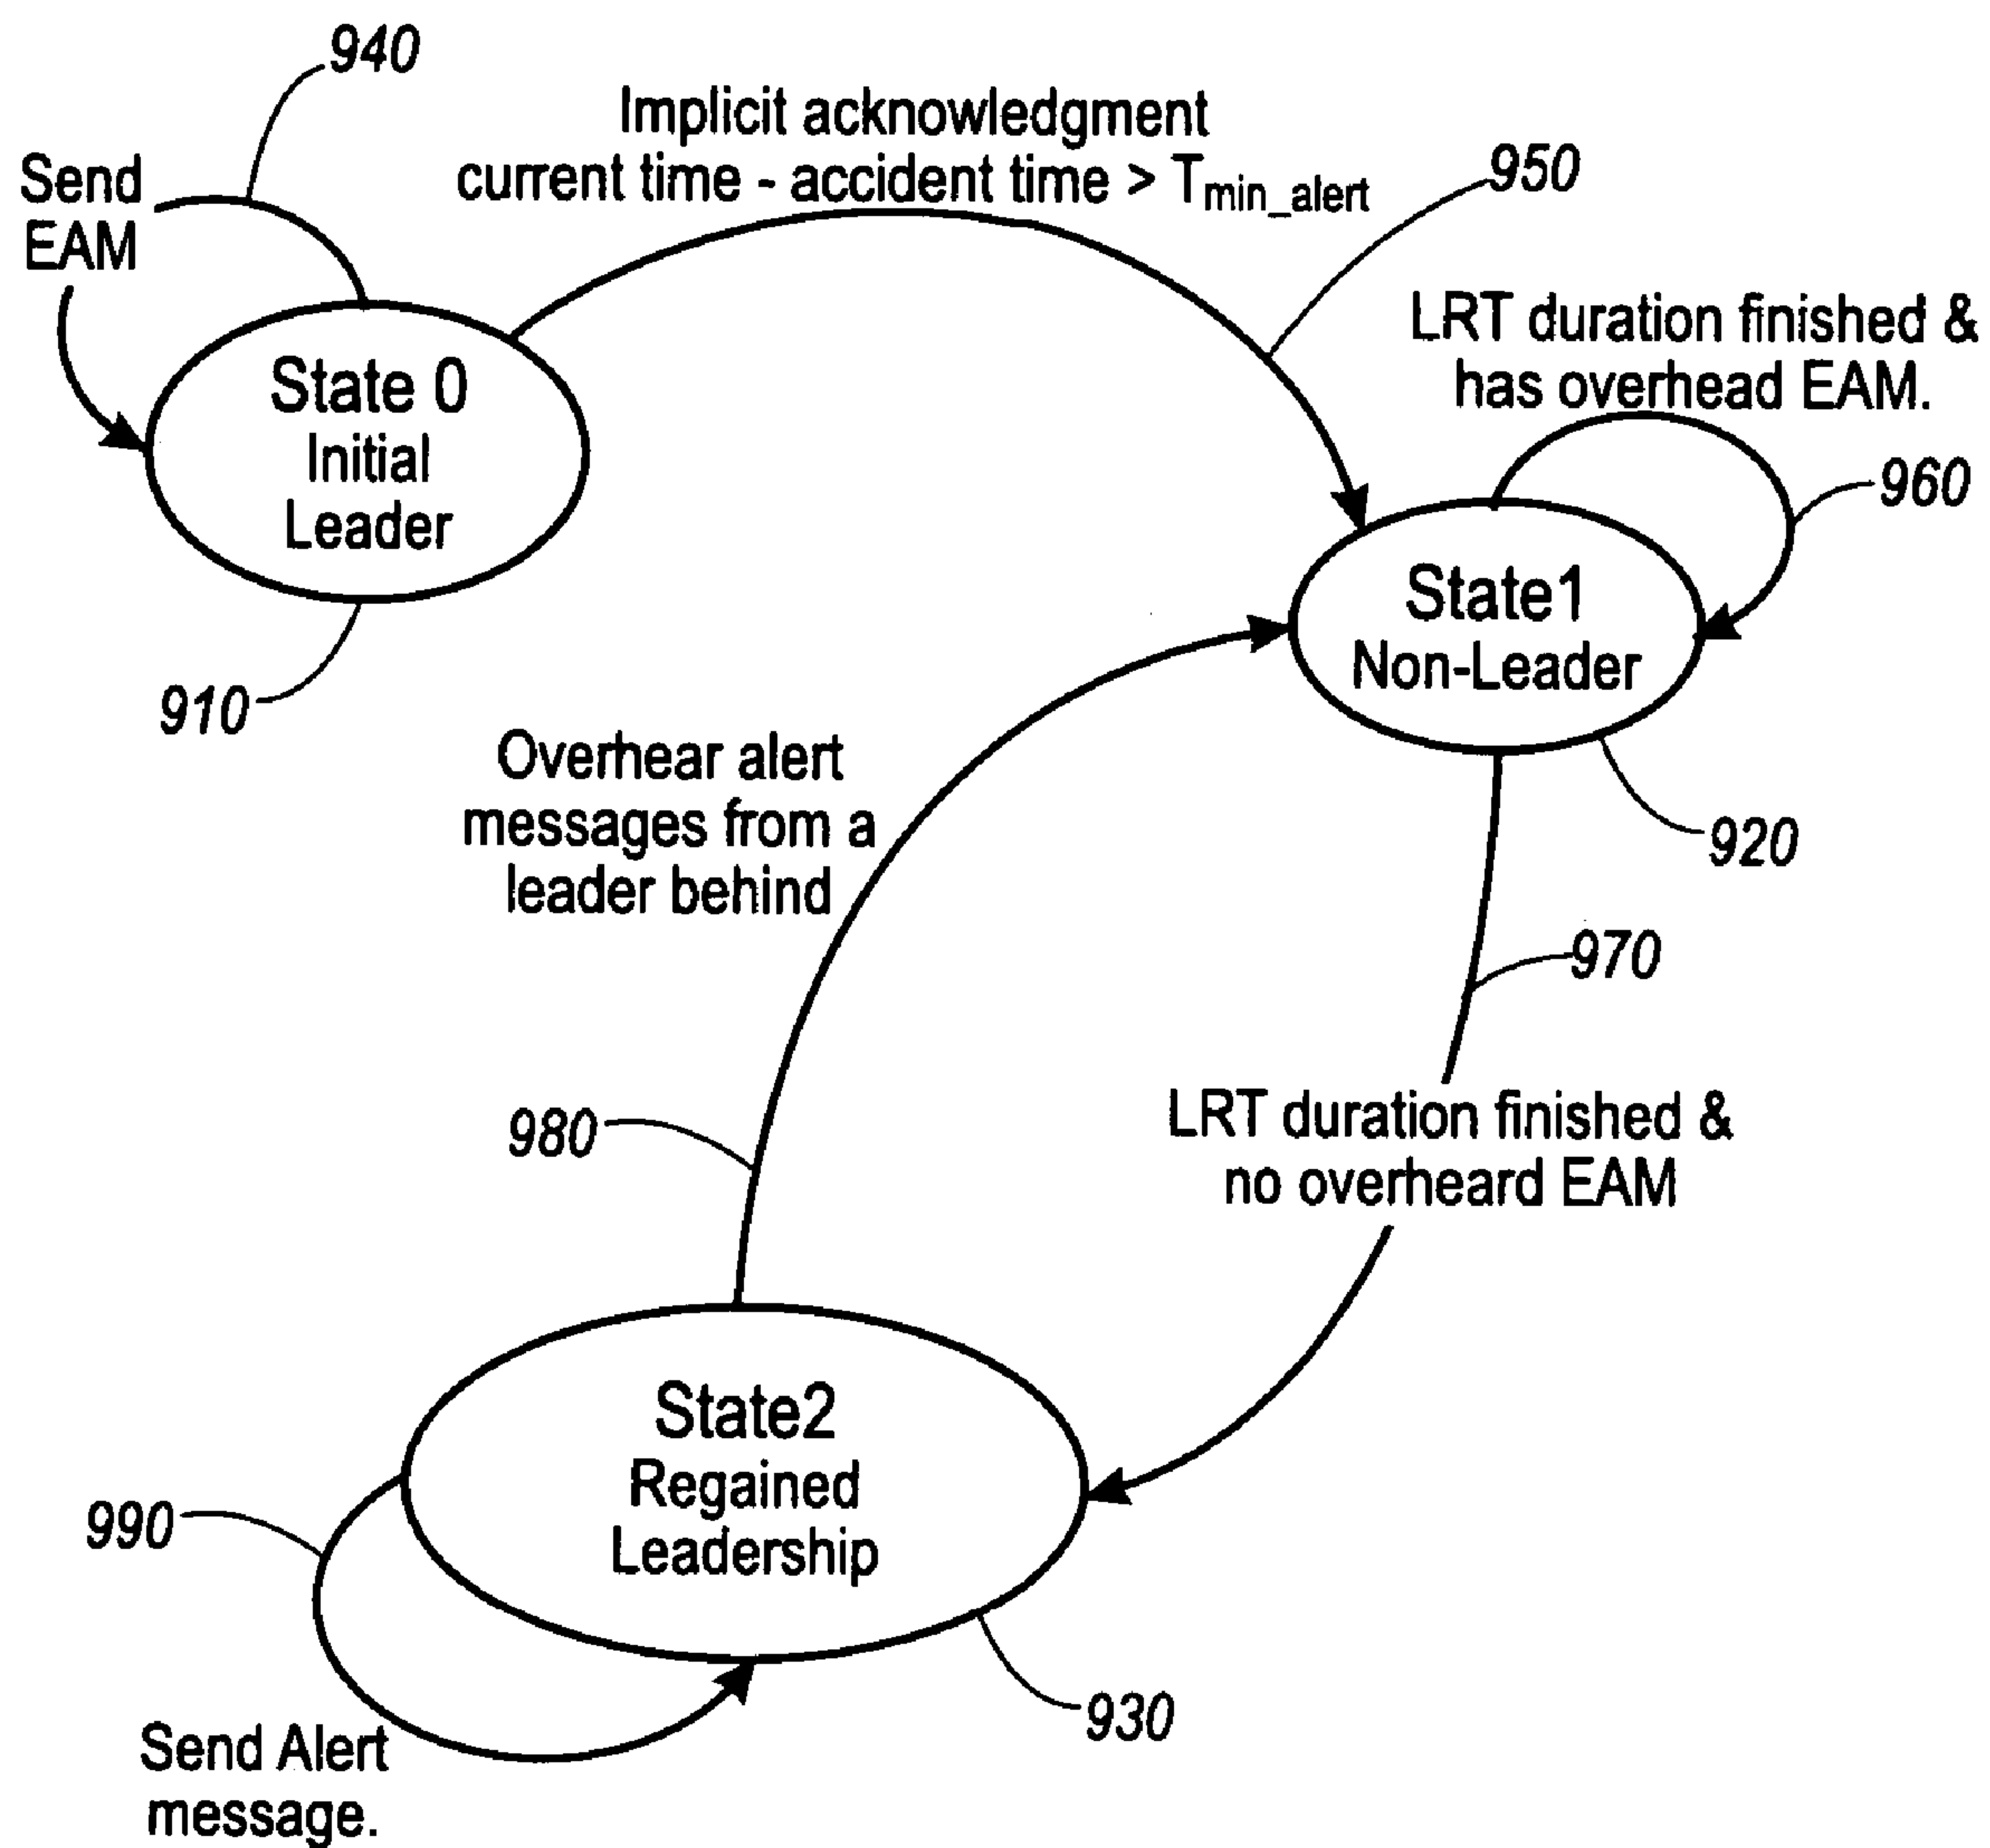 940
Implicit acknowledgment
current time - accident time > Tmin_alert
950
Send
EAM
LRT duration finished &
has overhead EAM.
State 0
Initial
Leader
960
State1
Non-Leader
910
Overhear alert
messages from a
leader behind
920
970
980
LRT duration finished &
no overheard EAM
State2
Regained
Leadership
990
930
Send Alert
message.